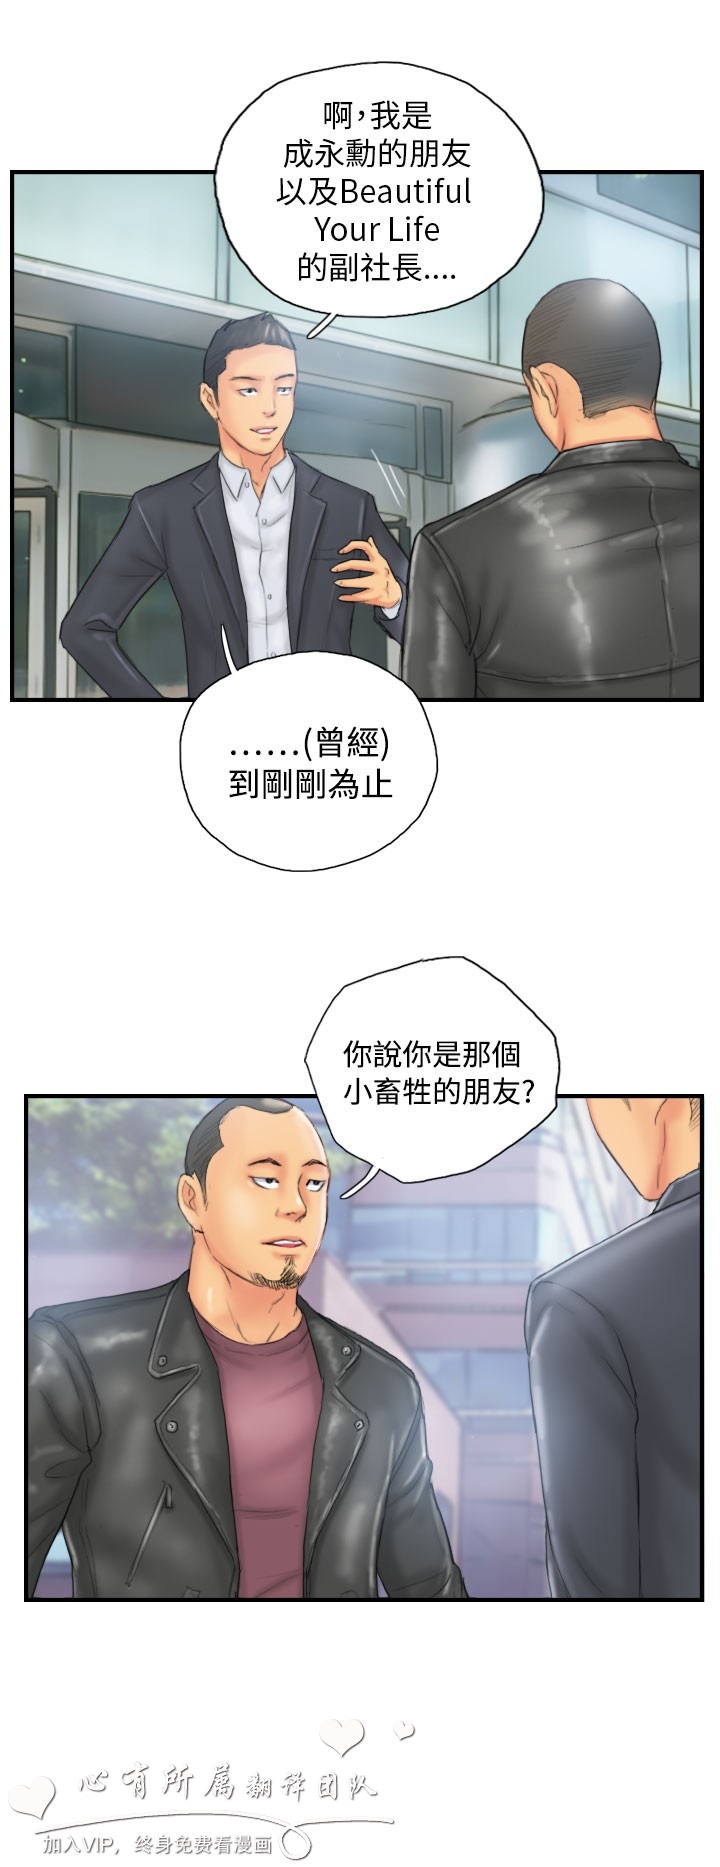 啊，我是
成永勳的朋友
以及Beautiful
Your Life
的副社長....
......(曾經)
到剛剛為止
你說你是那個
小畜牲的朋友?
心有所属翻译团队
加入VIP，终身免费看漫画